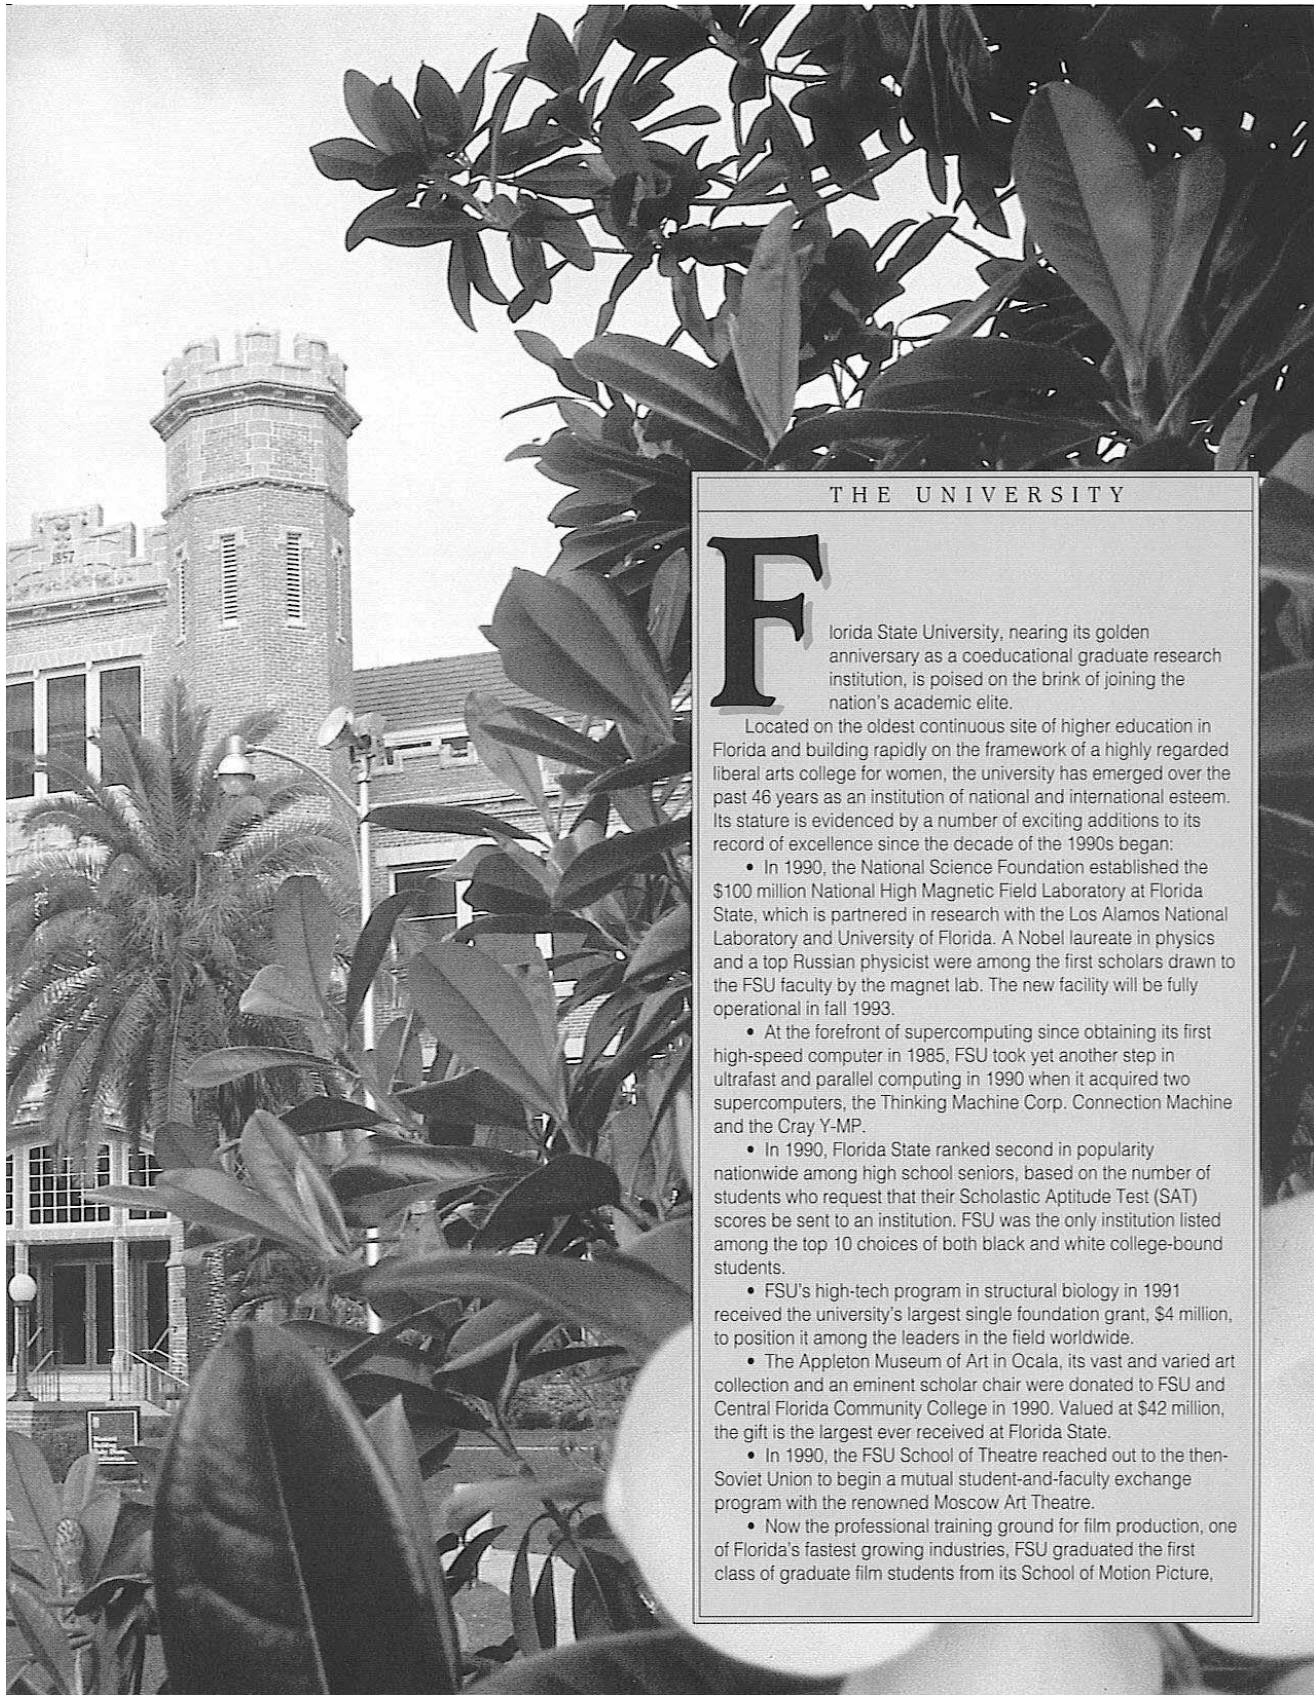 1857
THE UNIVERSITY
Florida State University, nearing its golden
anniversary as a coeducational graduate research
institution, is poised on the brink of joining the
nation's academic elite.
Located on the oldest continuous site of higher education in
Florida and building rapidly on the framework of a highly regarded
liberal arts college for women, the university has emerged over the
past 46 years as an institution of national and international esteem.
Its stature is evidenced by a number of exciting additions to its
record of excellence since the decade of the 1990s began:
• In 1990, the National Science Foundation established the
$100 million National High Magnetic Field Laboratory at Florida
State, which is partnered in research with the Los Alamos National
Laboratory and University of Florida. A Nobel laureate in physics
and a top Russian physicist were among the first scholars drawn to
the FSU faculty by the magnet lab. The new facility will be fully
operational in fall 1993.
• At the forefront of supercomputing since obtaining its first
high-speed computer in 1985, FSU took yet another step in
ultrafast and parallel computing in 1990 when it acquired two
supercomputers, the Thinking Machine Corp. Connection Machine
and the Cray Y-MP.
• In 1990, Florida State ranked second in popularity
nationwide among high school seniors, based on the number of
students who request that their Scholastic Aptitude Test (SAT)
scores be sent to an institution. FSU was the only institution listed
among the top 10 choices of both black and white college-bound
students.
• FSU's high-tech program in structural biology in 1991
received the university's largest single foundation grant, $4 million,
to position it among the leaders in the field worldwide.
• The Appleton Museum of Art in Ocala, its vast and varied art
collection and an eminent scholar chair were donated to FSU and
Central Florida Community College in 1990. Valued at $42 million,
the gift is the largest ever received at Florida State.
• In 1990, the FSU School of Theatre reached out to the then-
Soviet Union to begin a mutual student-and-faculty exchange
program with the renowned Moscow Art Theatre.
• Now the professional training ground for film production, one
of Florida's fastest growing industries, FSU graduated the first
class of graduate film students from its School of Motion Picture,